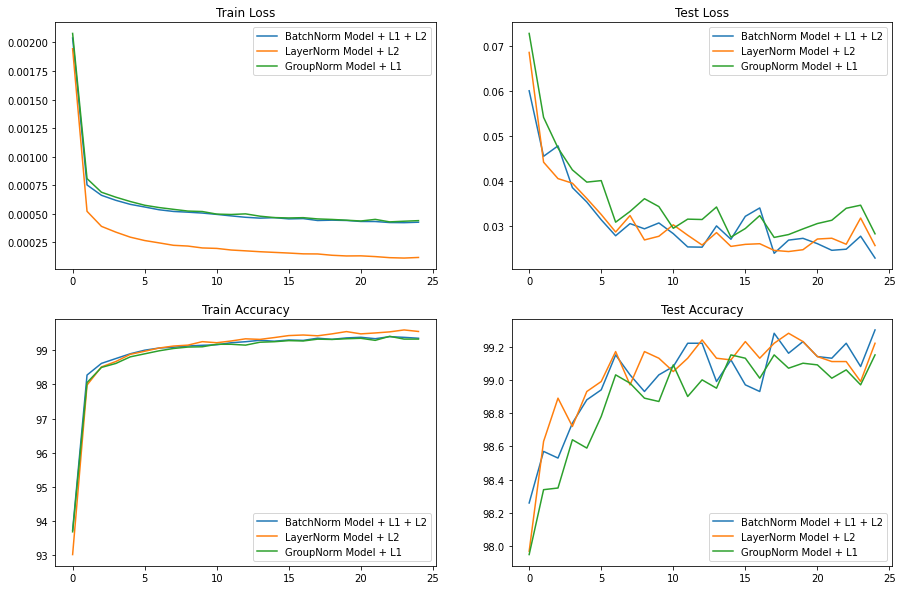 Train Loss
0.00200
0.00175
0.00150
0.00125
0.00100
0.00075
0.00050
0.00025
0 5 10 15 20 25
BatchNorm Model + L1 + L2
LayerNorm Model + L2
GroupNorm Model + L1
Test Loss
0.07
0.06
0.05
0.04
0.03
0 5 10 15 20 25
BatchNorm Model + L1 + L2
LayerNorm Model + L2
GroupNorm Model + L1
Train Accuracy
99
98
97
96
95
94
93
0 5 10 15 20 25
BatchNorm Model + L1 + L2
LayerNorm Model + L2
GroupNorm Model + L1
Test Accuracy
99.2
99.0
98.8
98.6
98.4
98.2
98.0
0 5 10 15 20 25
BatchNorm Model + L1 + L2
LayerNorm Model + L2
GroupNorm Model + L1